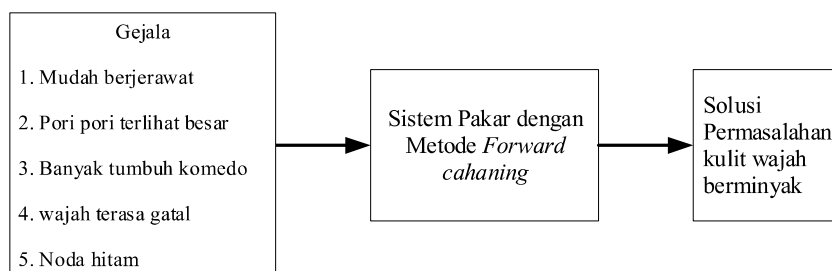 Gejala
1. Mudah berjerawat
2. Pori pori terlihat besar
3. Banyak tumbuh komedo
4. wajah terasa gatal
5. Noda hitam
Sistem Pakar dengan
Metode Forward
cahaning
Solusi
Permasalahan
kulit wajah
berminyak